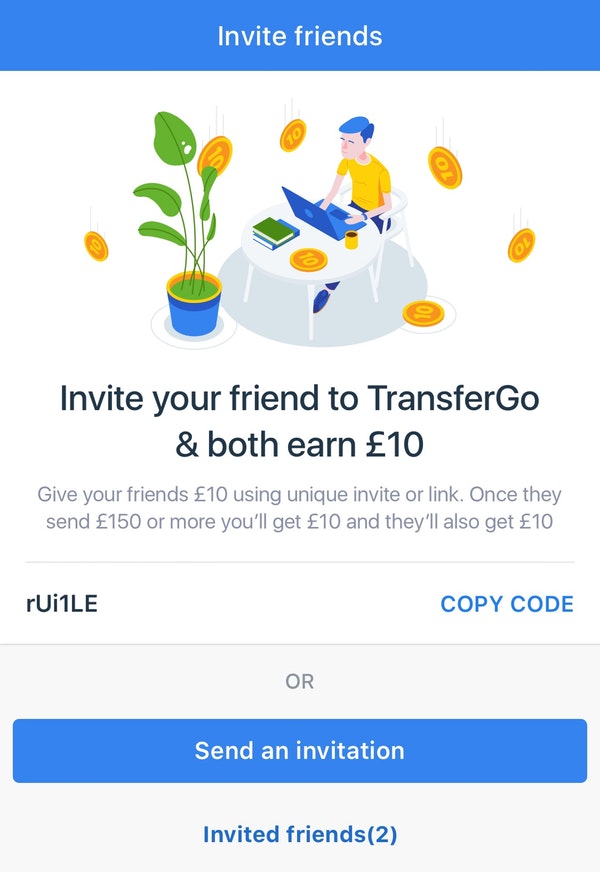 Invite friends
10
10
10
10
10
10
10
Invite your friend to TransferGo
& both earn £10
Give your friends £10 using unique invite or link. Once they
send £150 or more you’ll get £10 and they’ll also get £10
rUi1LE
COPY CODE
OR
Send an invitation
Invited friends(2)